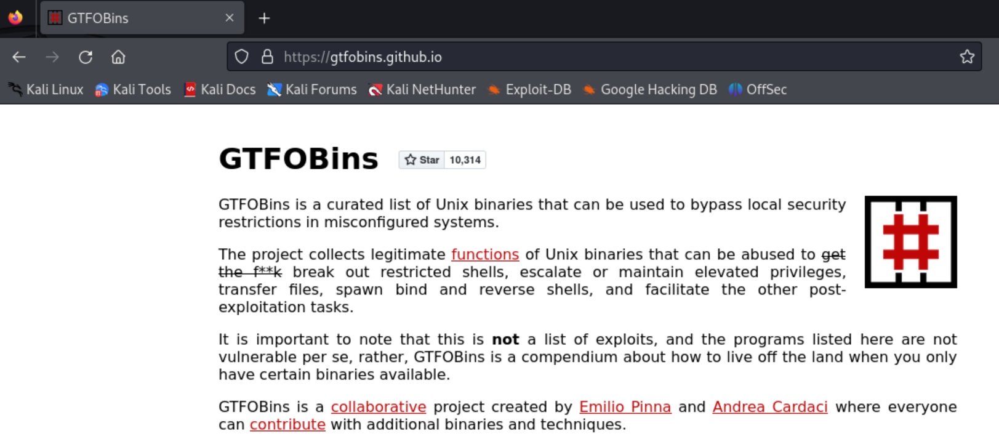 GTFOBins
https://gtfobins.github.io
Kali Linux Kali Tools Kali Docs Kali Forums Kali NetHunter Exploit-DB Google Hacking DB OffSec
GTFOBins Star 10,314
GTFOBins is a curated list of Unix binaries that can be used to bypass local security
restrictions in misconfigured systems.
The project collects legitimate functions of Unix binaries that can be abused to get
the f**k break out restricted shells, escalate or maintain elevated privileges,
transfer files, spawn bind and reverse shells, and facilitate the other post-
exploitation tasks.
It is important to note that this is not a list of exploits, and the programs listed here are not
vulnerable per se, rather, GTFOBins is a compendium about how to live off the land when you only
have certain binaries available.
GTFOBins is a collaborative project created by Emilio Pinna and Andrea Cardaci where everyone
can contribute with additional binaries and techniques.